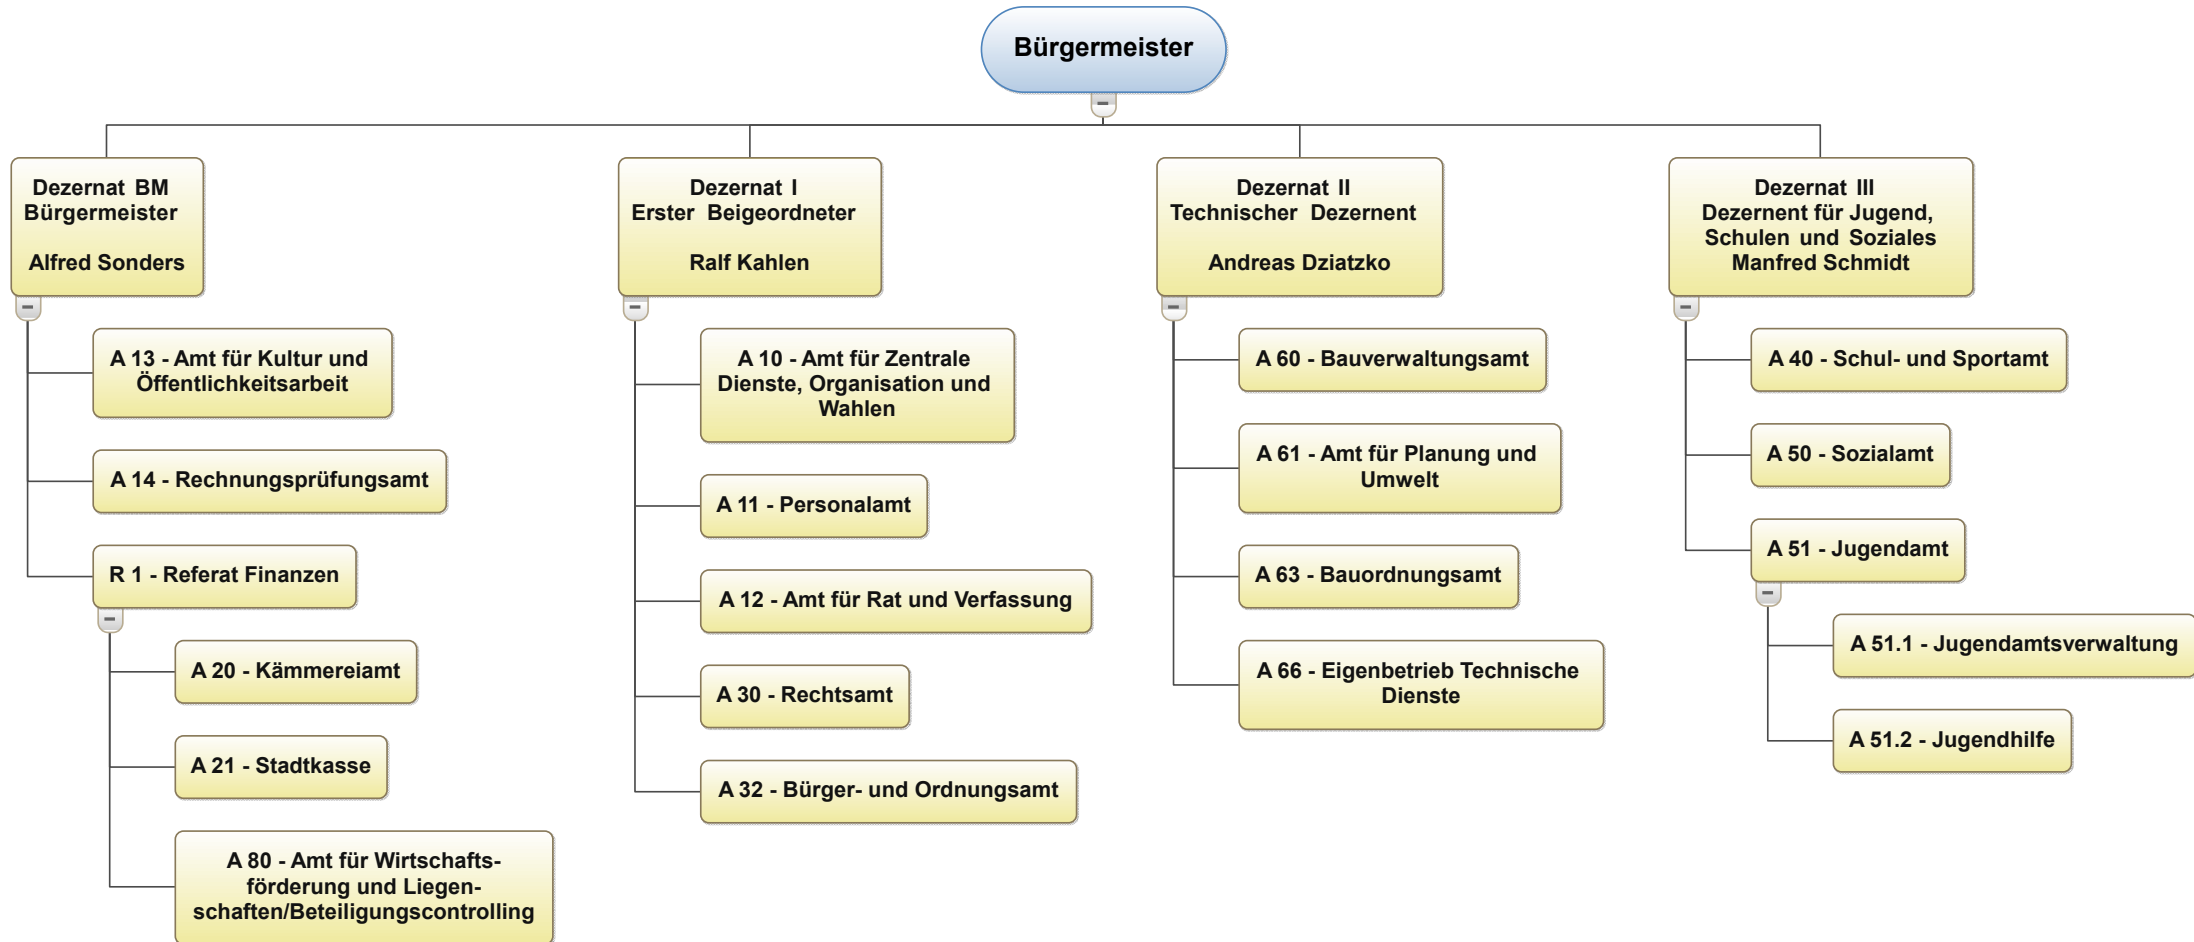 Bürgermeister
Dezernat BM
Bürgermeister
Alfred Sonders
A 13 - Amt für Kultur und
Öffentlichkeitsarbeit
A 14 - Rechnungsprüfungsamt
R 1 - Referat Finanzen
A 20 - Kämmereiamt
A 21 - Stadtkasse
A 80 - Amt für Wirtschafts-
förderung und Liegen-
schaften/Beteiligungscontrolling
Dezernat I
Erster Beigeordneter
Ralf Kahlen
A 10 - Amt für Zentrale
Dienste, Organisation und
Wahlen
A 11 - Personalamt
A 12 - Amt für Rat und Verfassung
A 30 - Rechtsamt
A 32 - Bürger- und Ordnungsamt
Dezernat II
Technischer Dezernent
Andreas Dziatzko
A 60 - Bauverwaltungsamt
A 61 - Amt für Planung und
Umwelt
A 63 - Bauordnungsamt
A 66 - Eigenbetrieb Technische
Dienste
Dezernat III
Dezernent für Jugend,
Schulen und Soziales
Manfred Schmidt
A 40 - Schul- und Sportamt
A 50 - Sozialamt
A 51 - Jugendamt
A 51.1 - Jugendamtsverwaltung
A 51.2 - Jugendhilfe